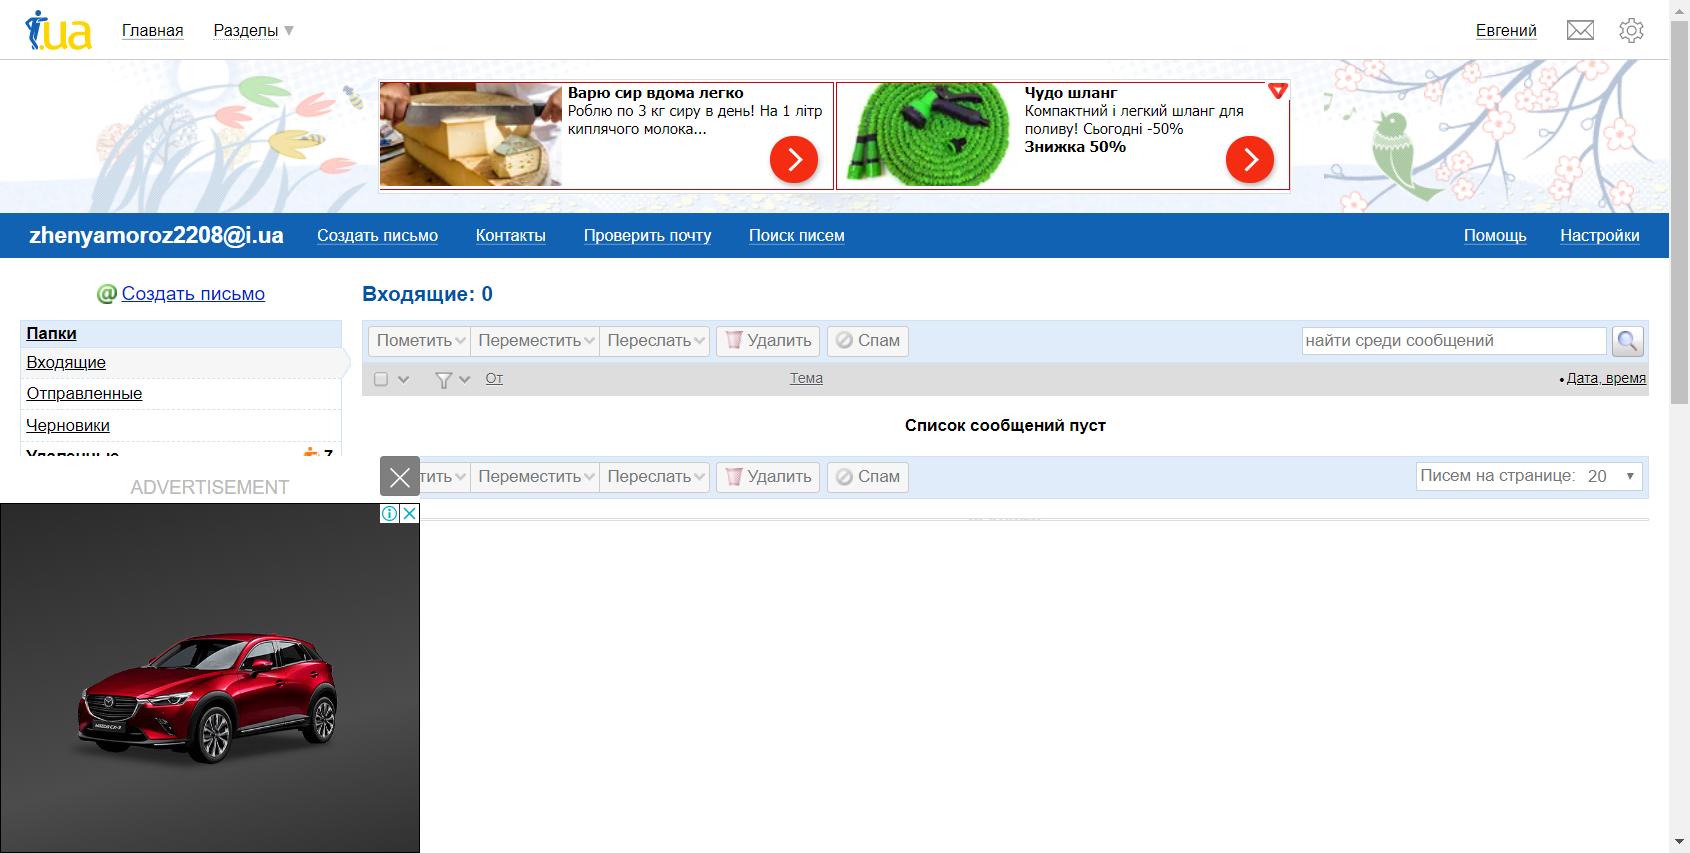 i.ua
Главная
Разделы
Евгений
Варю сир вдома легко
Роблю по 3 кг сиру в день! На 1 літр
киплячого молока...
Чудо шланг
Компактний і легкий шланг для
поливу! Сьогодні -50%
Знижка 50%
zhenyamoroz2208@i.ua
Создать письмо
Контакты
Проверить почту
Поиск писем
Помощь
Настройки
Создать письмо
Входящие: 0
Папки
Входящие
Отправленные
Черновики
Удаленные 7
Пометить Переместить Переслать Удалить Спам
найти среди сообщений
От Тема Дата, время
Список сообщений пуст
тить Переместить Переслать Удалить Спам
Писем на странице: 20
ADVERTISEMENT